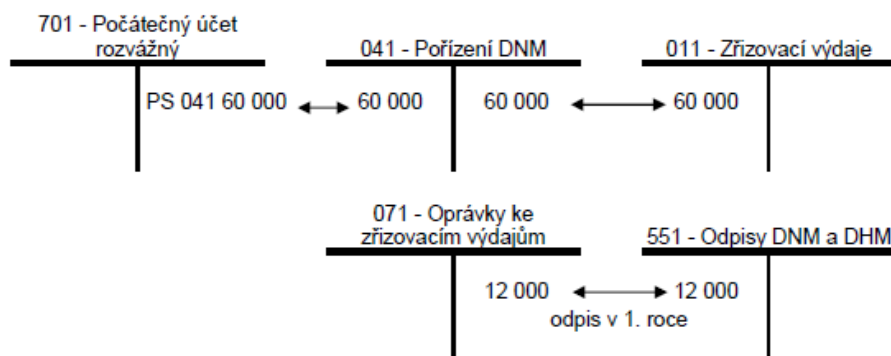 701 - Počátečný účet
rozvážný
041 - Pořízení DNM
011 - Zřizovací výdaje
PS 041 60 000
60 000
60 000
60 000
071 - Oprávky ke
zřizovacím výdajům
551 - Odpisy DNM a DHM
12 000
12 000
odpis v 1. roce